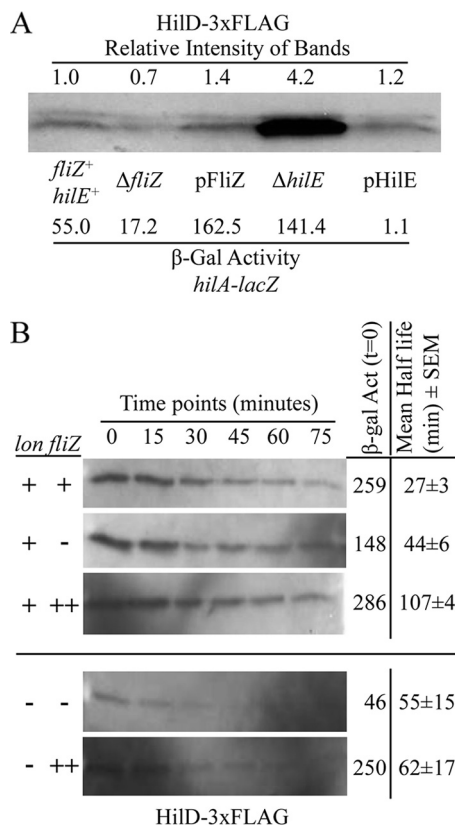 A
HilD-3xFLAG
Relative Intensity of Bands
1.0 0.7 1.4 4.2 1.2
fliZ+ hilE+ ΔfliZ pFliZ ΔhilE pHilE
55.0 17.2 162.5 141.4 1.1
β-Gal Activity
hilA-lacZ
B
Time points (minutes)
β-gal Act (t=0)
Mean Half life
(min) ± SEM
lon fliZ 0 15 30 45 60 75
+ + 259 27±3
+ - 148 44±6
+ ++ 286 107±4
- - 46 55±15
- ++ 250 62±17
HilD-3xFLAG